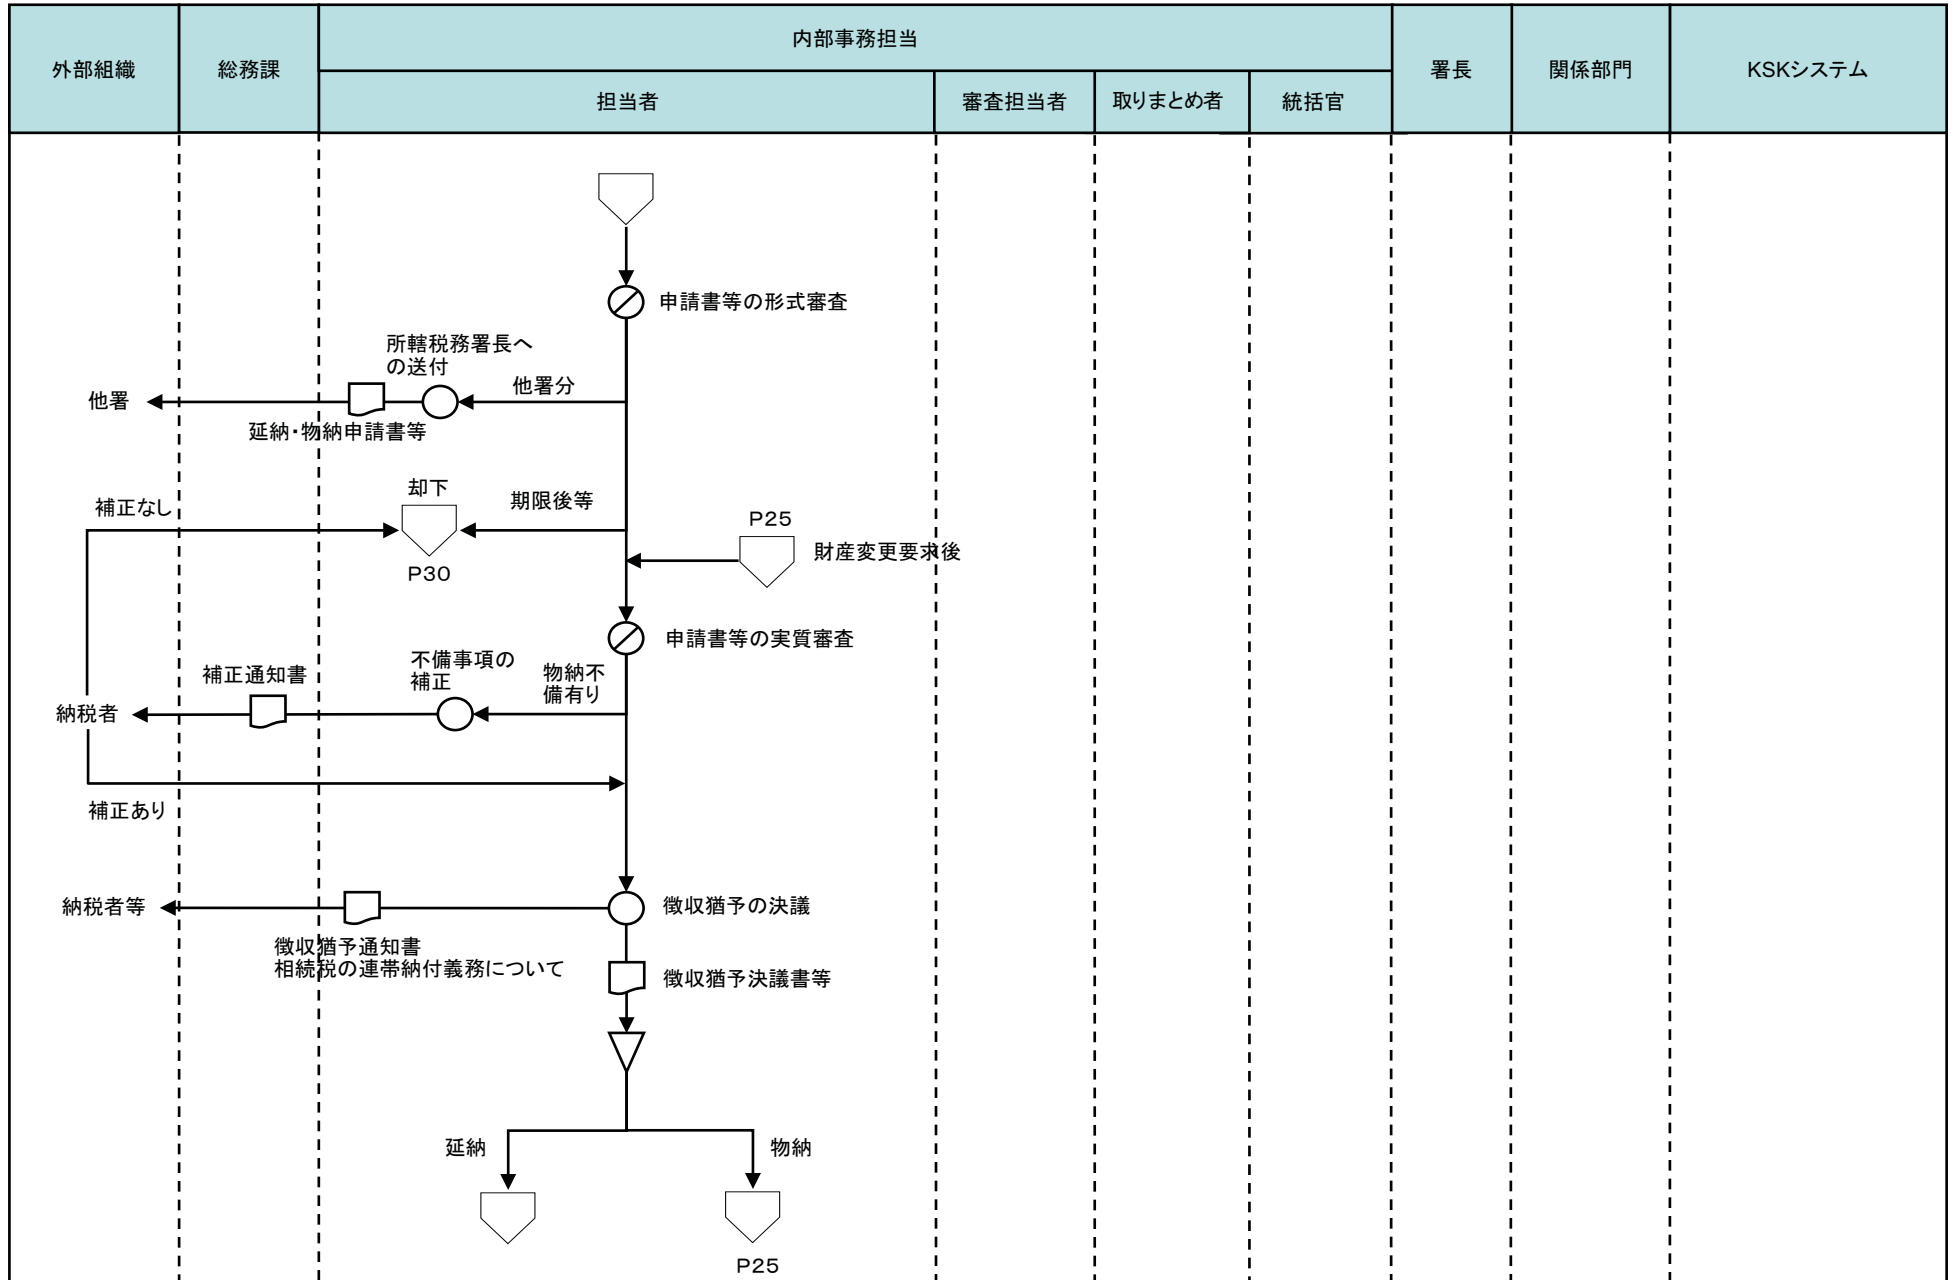 外部組織
総務課
内部事務担当
担当者
審査担当者
取りまとめ者
統括官
署長
関係部門
KSKシステム
申請書等の形式審査
所轄税務署長へ
の送付
他署分
他署
延納・物納申請書等
却下
期限後等
補正なし
P30
P25
財産変更要求後
申請書等の実質審査
補正通知書
不備事項の
補正
物納不
備有り
納税者
補正あり
納税者等
徴収猶予の決議
徴収猶予通知書
相続税の連帯納付義務について
徴収猶予決議書等
延納
物納
P25